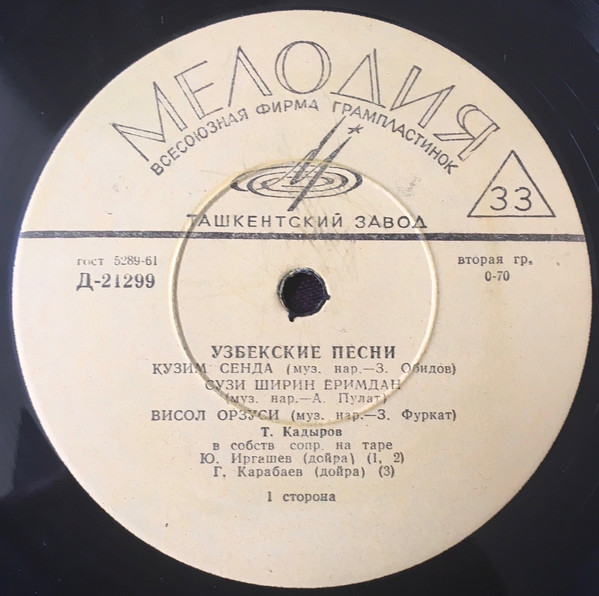 МЕЛОДИЯ
ВСЕСОЮЗНАЯ ФИРМА ГРАМПЛАСТИНОК
33
ТАШКЕНТСКИЙ ЗАВОД
гост 5289-61
Д-21299
вторая гр.
0-70
УЗБЕКСКИЕ ПЕСНИ
КУЗИМ СЕНДА (муз. нар.—З. Обидов)
СУЗИ ШИРИН ЁРИМДАН
(муз. нар.—А. Пулат)
ВИСОЛ ОРЗУСИ (муз. нар.—З. Фуркат)
Т. Кадыров
в собств сопр. на таре
Ю. Иргашев (дойра) (1, 2)
Г. Карабаев (дойра) (3)
1 сторона